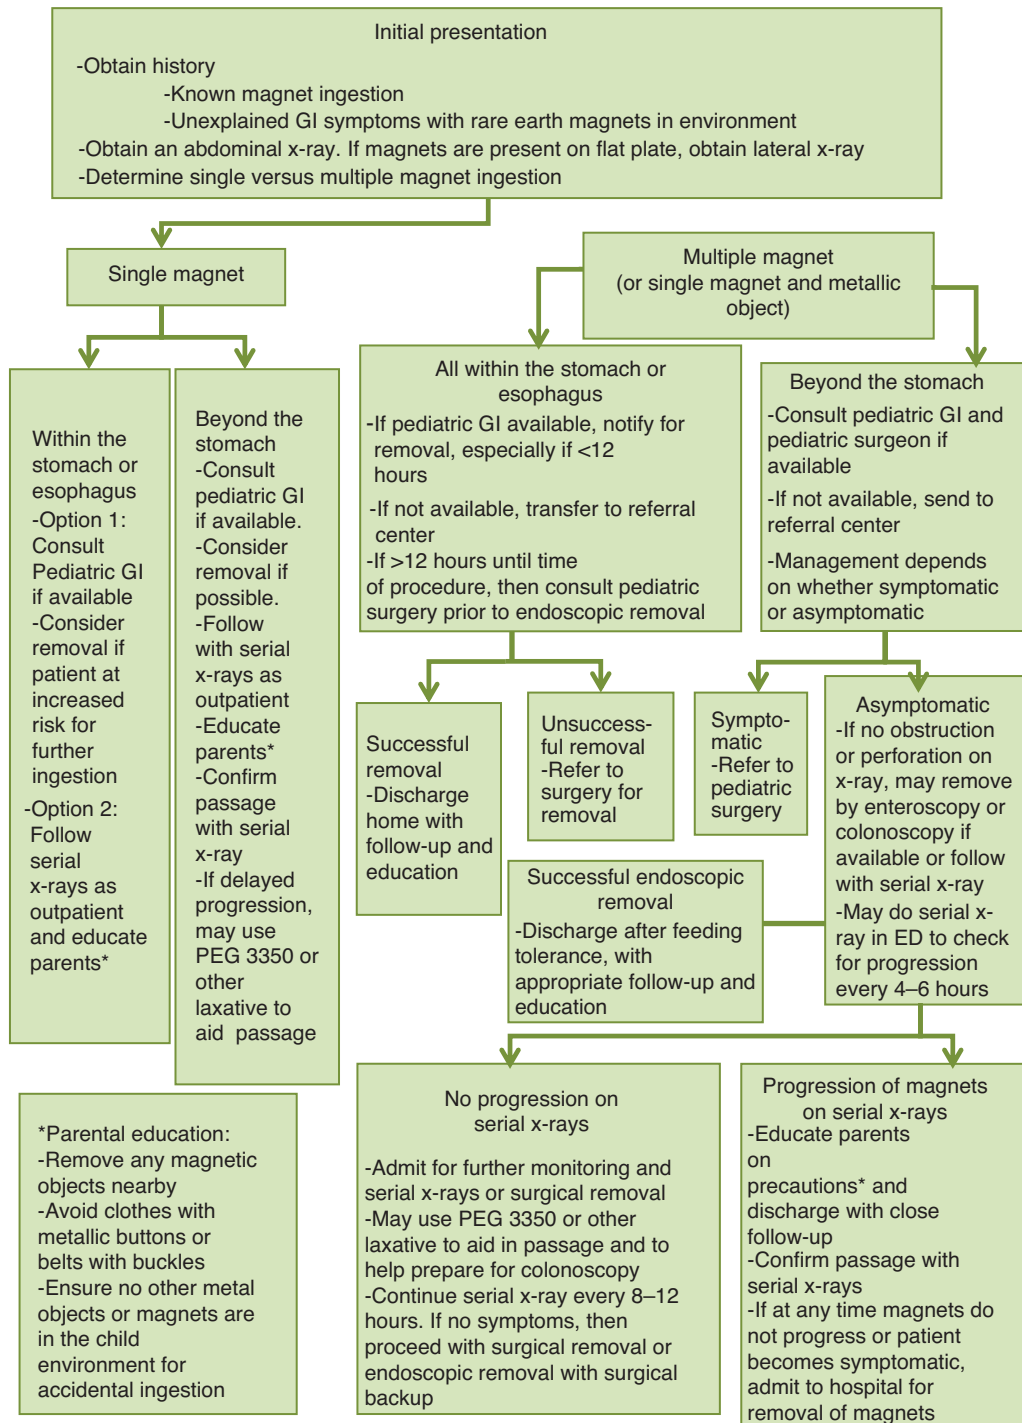 Initial presentation
-Obtain history
-Known magnet ingestion
-Unexplained GI symptoms with rare earth magnets in environment
-Obtain an abdominal x-ray. If magnets are present on flat plate, obtain lateral x-ray
-Determine single versus multiple magnet ingestion
Single magnet
Multiple magnet
(or single magnet and metallic
object)
Within the
stomach or
esophagus
-Option 1:
Consult
Pediatric GI
if available
-Consider
removal if
patient at
increased
risk for
further
ingestion
-Option 2:
Follow
serial
x-rays as
outpatient
and educate
parents*
Beyond the
stomach
-Consult
pediatric GI
if available.
-Consider
removal if
possible.
-Follow
with serial
x-rays as
outpatient
-Educate
parents*
-Confirm
passage
with serial
x-ray
-If delayed
progression,
may use
PEG 3350 or
other
laxative to
aid passage
All within the stomach or
esophagus
-If pediatric GI available, notify for
removal, especially if <12
hours
-If not available, transfer to referral
center
-If >12 hours until time
of procedure, then consult pediatric
surgery prior to endoscopic removal
Beyond the stomach
-Consult pediatric GI and
pediatric surgeon if
available
-If not available, send to
referral center
-Management depends
on whether symptomatic
or asymptomatic
Successful
removal
-Discharge
home with
follow-up and
education
Unsuccess-
ful removal
-Refer to
surgery for
removal
Sympto-
matic
-Refer to
pediatric
surgery
Asymptomatic
-If no obstruction
or perforation on
x-ray, may remove
by enteroscopy or
colonoscopy if
available or follow
with serial x-ray
-May do serial x-
ray in ED to check
for progression
every 4–6 hours
Successful endoscopic
removal
-Discharge after feeding
tolerance, with
appropriate follow-up and
education
No progression on
serial x-rays
-Admit for further monitoring and
serial x-rays or surgical removal
-May use PEG 3350 or other
laxative to aid in passage and to
help prepare for colonoscopy
-Continue serial x-ray every 8–12
hours. If no symptoms, then
proceed with surgical removal or
endoscopic removal with surgical
backup
Progression of magnets
on serial x-rays
-Educate parents
on
precautions* and
discharge with close
follow-up
-Confirm passage with
serial x-rays
-If at any time magnets do
not progress or patient
becomes symptomatic,
admit to hospital for
removal of magnets
*Parental education:
-Remove any magnetic
objects nearby
-Avoid clothes with
metallic buttons or
belts with buckles
-Ensure no other metal
objects or magnets are
in the child
environment for
accidental ingestion